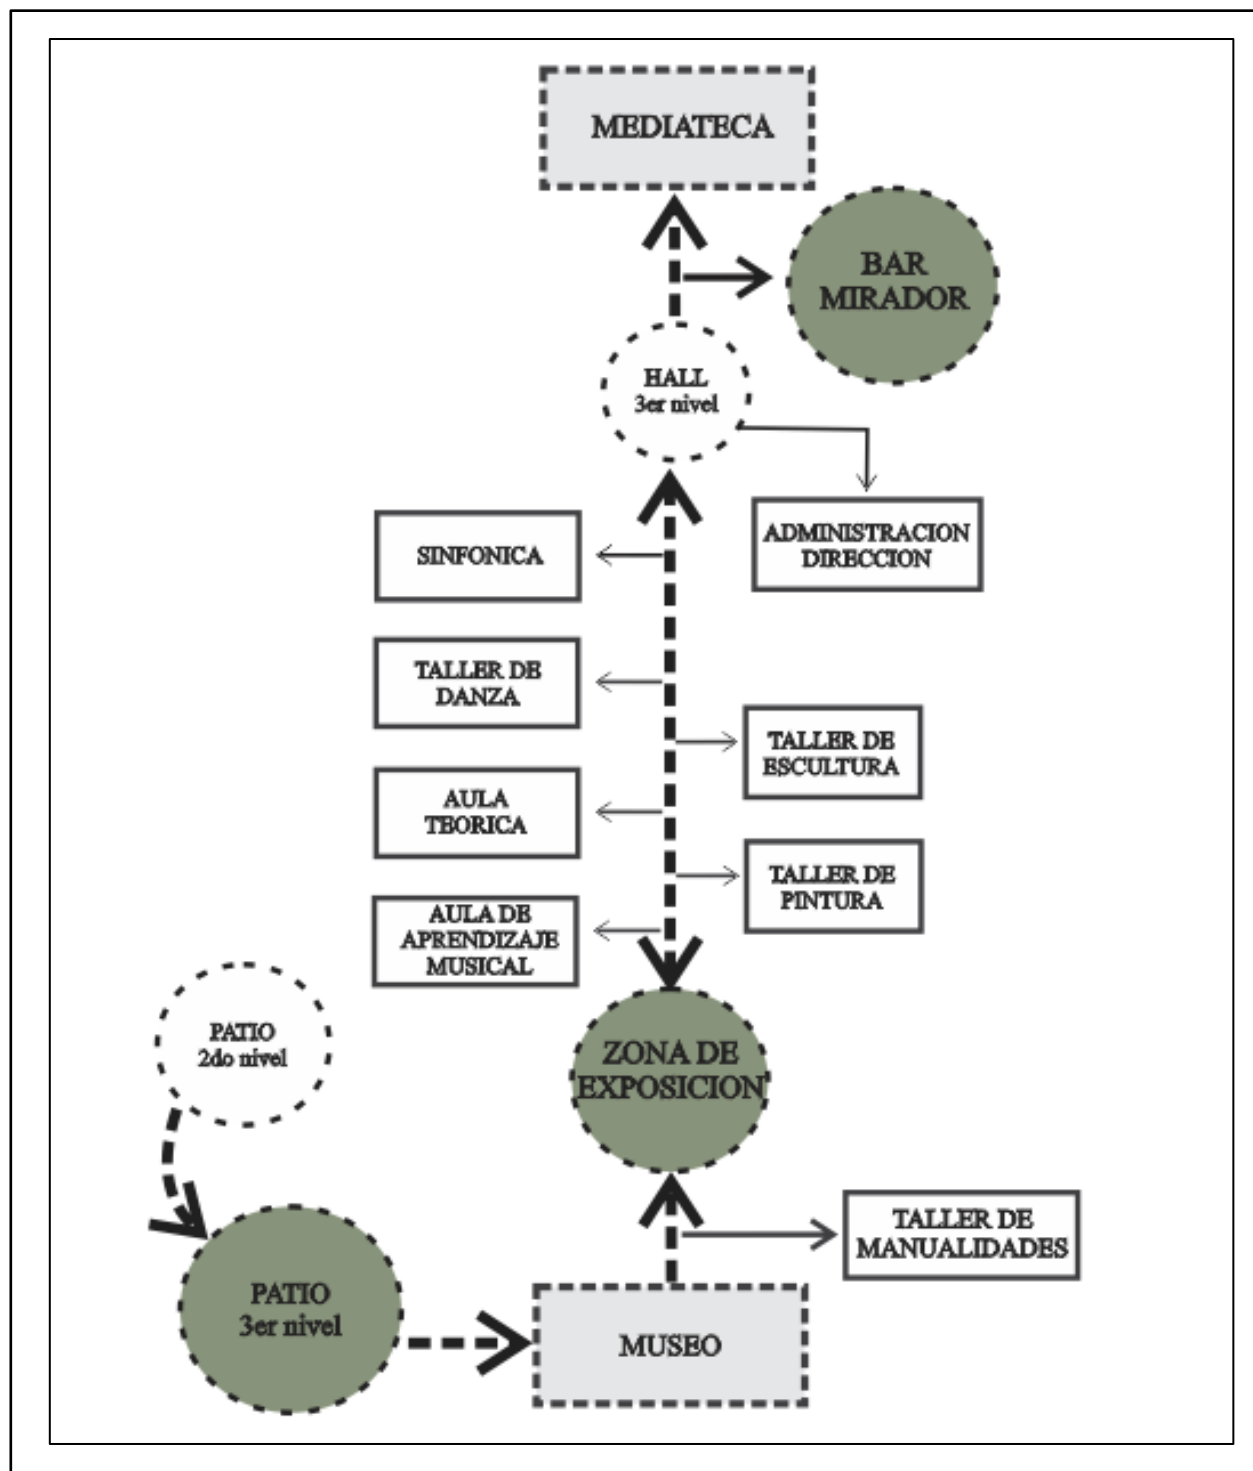 MEDIATECA
BAR
MIRADOR
HALL
3er nivel
ADMINISTRACION
DIRECCION
SINFONICA
TALLER DE
DANZA
TALLER DE
ESCULTURA
AULA
TEORICA
TALLER DE
PINTURA
AULA DE
APRENDIZAJE
MUSICAL
PATIO
2do nivel
ZONA DE
EXPOSICION
TALLER DE
MANUALIDADES
PATIO
3er nivel
MUSEO